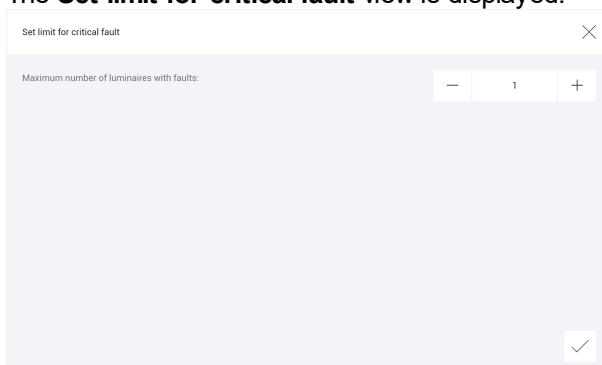 The Set limit for critical fault view is displayed.
Set limit for critical fault
Maximum number of luminaires with faults:
1